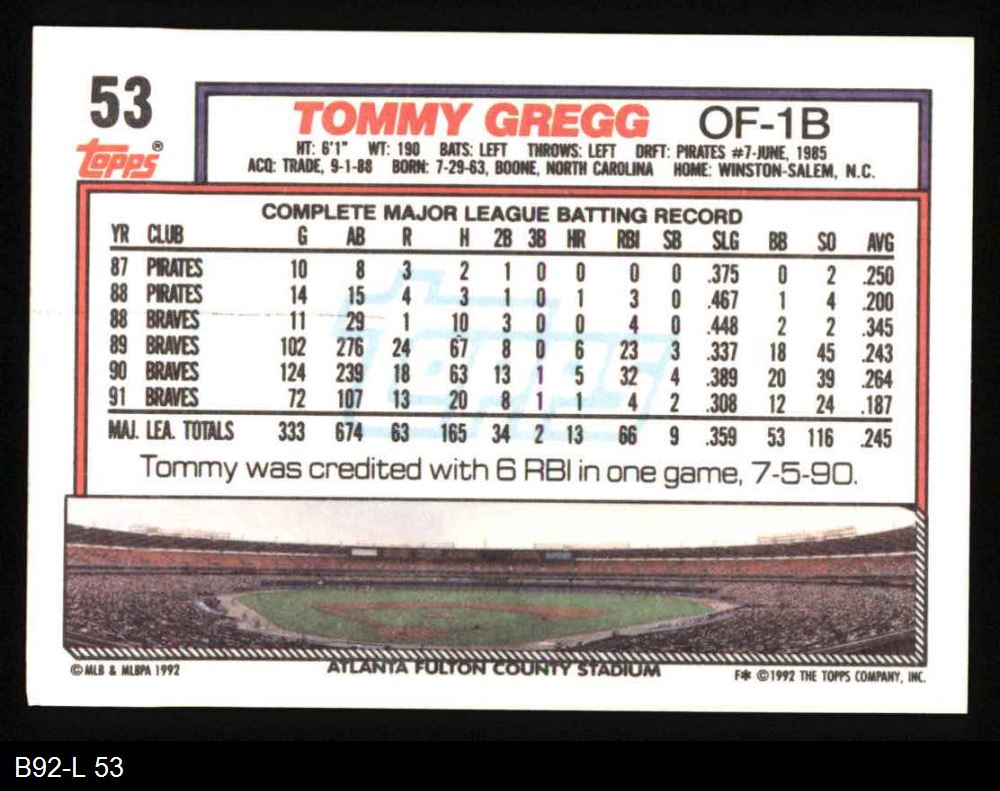 53
TOPPS®
TOMMY GREGG OF-1B
HT: 6'1" WT: 190 BATS: LEFT THROWS: LEFT DRFT: PIRATES #7-JUNE, 1985
ACQ: TRADE, 9-1-88 BORN: 7-29-63, BOONE, NORTH CAROLINA HOME: WINSTON-SALEM, N.C.
COMPLETE MAJOR LEAGUE BATTING RECORD
YR CLUB G AB R H 2B 3B HR RBI SB SLG BB SO AVG
87 PIRATES 10 8 3 2 1 0 0 0 0 .375 0 2 .250
88 PIRATES 14 15 4 3 1 0 1 3 0 .467 1 4 .200
88 BRAVES 11 29 1 10 3 0 0 4 0 .448 2 2 .345
89 BRAVES 102 276 24 67 8 0 6 23 3 .337 18 45 .243
90 BRAVES 124 239 18 63 13 1 5 32 4 .389 20 39 .264
91 BRAVES 72 107 13 20 8 1 1 4 2 .308 12 24 .187
MAJ. LEA. TOTALS 333 674 63 165 34 2 13 66 9 .359 53 116 .245
Topps
Tommy was credited with 6 RBI in one game, 7-5-90.
© MLB & MLBPA 1992
ATLANTA FULTON COUNTY STADIUM
F* © 1992 THE TOPPS COMPANY, INC.
B92-L 53